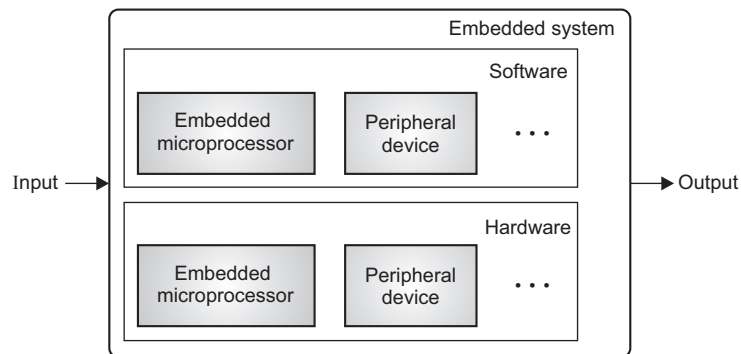 Embedded system
Software
Embedded
microprocessor
Peripheral
device
...
Input
Output
Hardware
Embedded
microprocessor
Peripheral
device
...